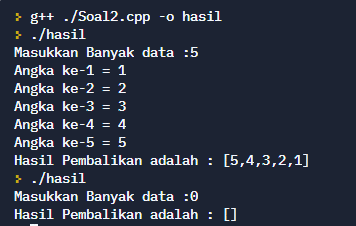 > g++ ./Soal2.cpp -o hasil
> ./hasil
Masukkan Banyak data :5
Angka ke-1 = 1
Angka ke-2 = 2
Angka ke-3 = 3
Angka ke-4 = 4
Angka ke-5 = 5
Hasil Pembalikan adalah : [5,4,3,2,1]
> ./hasil
Masukkan Banyak data :0
Hasil Pembalikan adalah : []